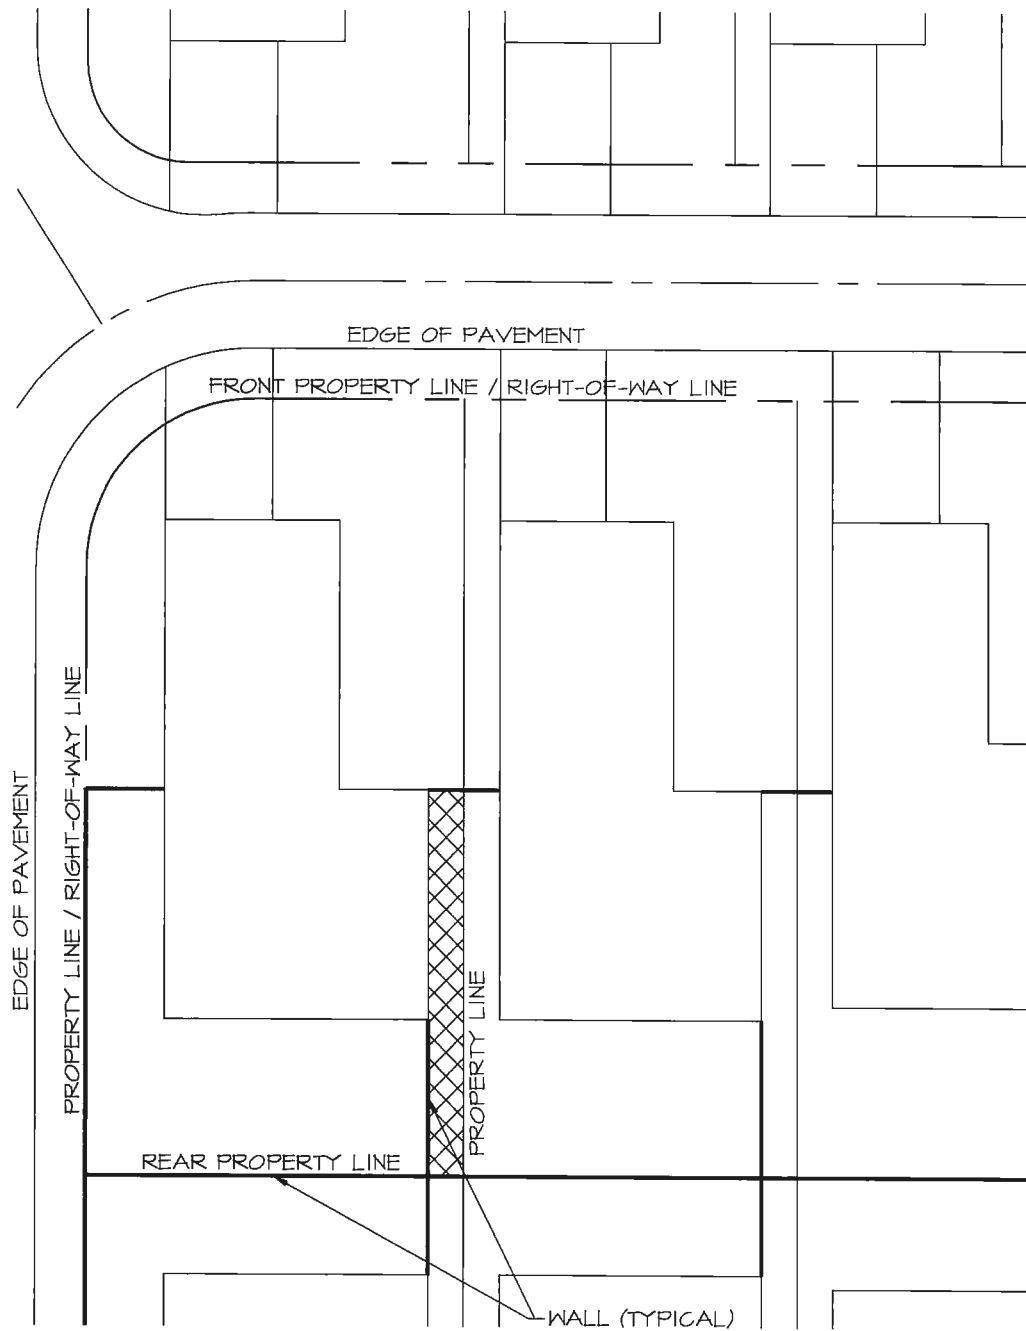 EDGE OF PAVEMENT
FRONT PROPERTY LINE / RIGHT-OF-WAY LINE
PROPERTY LINE / RIGHT-OF-WAY LINE
EDGE OF PAVEMENT
PROPERTY LINE
REAR PROPERTY LINE
WALL (TYPICAL)